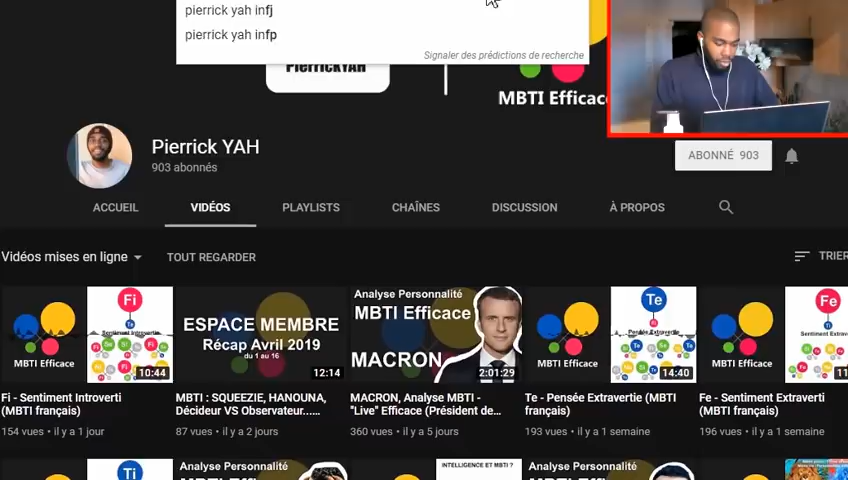 pierrick yah infj
pierrick yah infp
Signaler des prédictions de recherche
PierrickYAH
MBTI Efficace
Pierrick YAH
903 abonnés
ABONNÉ 903
ACCUEIL
VIDÉOS
PLAYLISTS
CHAÎNES
DISCUSSION
À PROPOS
Vidéos mises en ligne
TOUT REGARDER
TRIER
Fi
Te
Sentiment Introvertie
MBTI Efficace
10:44
ESPACE MEMBRE
Récap Avril 2019
du 1 au 16
12:14
Analyse Personnalité
MBTI Efficace
MACRON
2:01:29
Te
Fi
Pensée Extravertie
MBTI Efficace
14:40
Fe
Sentiment Extraverti
MBTI Efficace
11
Fi - Sentiment Introverti
(MBTI français)
154 vues • il y a 1 jour
MBTI : SQUEEZIE, HANOUNA,
Décideur VS Observateur......
87 vues • il y a 2 jours
MACRON, Analyse MBTI -
"Live" Efficace (Président de...
360 vues • il y a 5 jours
Te - Pensée Extravertie (MBTI
français)
193 vues • il y a 1 semaine
Fe - Sentiment Extraverti
(MBTI français)
196 vues • il y a 1 semaine
Ti
Analyse Personnalité
INTELLIGENCE ET MBTI ?
Analyse Personnalité